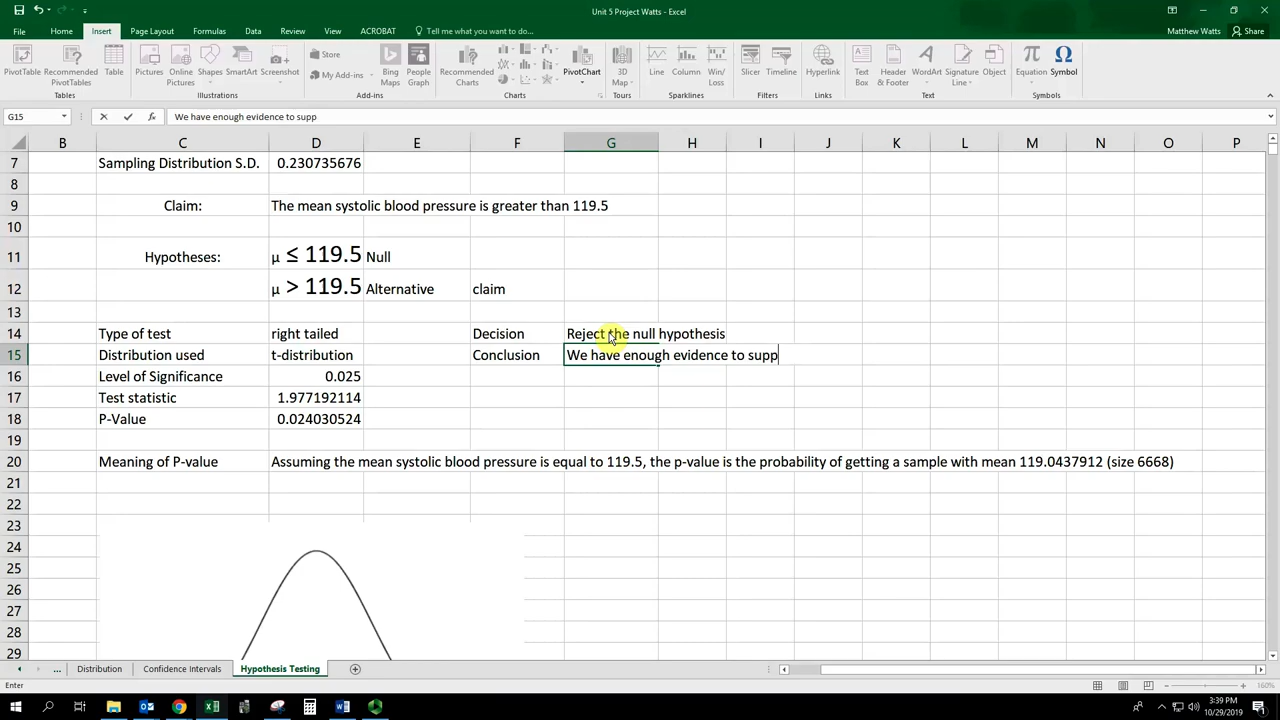 Unit 5 Project Watts - Excel
File Home Insert Page Layout Formulas Data Review View ACROBAT Tell me what you want to do... Matthew Watts Share
PivotTable Recommended PivotTables Table Pictures Online Pictures Shapes SmartArt Screenshot Store My Add-ins Bing Maps People Graph Recommended Charts PivotChart 3D Map Line Column Win/Loss Slicer Timeline Hyperlink Text Box Header & Footer WordArt Signature Line Object Equation Symbol
Tables Illustrations Add-ins Charts Tours Sparklines Filters Links Text Symbols
G15 fx We have enough evidence to supp
B C D E F G H I J K L M N O P
7 Sampling Distribution S.D. 0.230735676
8
9 Claim: The mean systolic blood pressure is greater than 119.5
10
11 Hypotheses: μ ≤ 119.5 Null
12 μ > 119.5 Alternative claim
13
14 Type of test right tailed Decision Reject the null hypothesis
15 Distribution used t-distribution Conclusion We have enough evidence to supp
16 Level of Significance 0.025
17 Test statistic 1.977192114
18 P-Value 0.024030524
19
20 Meaning of P-value Assuming the mean systolic blood pressure is equal to 119.5, the p-value is the probability of getting a sample with mean 119.0437912 (size 6668)
21
22
23
24
25
26
27
28
29
... Distribution Confidence Intervals Hypothesis Testing
Enter 160%
3:39 PM
10/29/2019